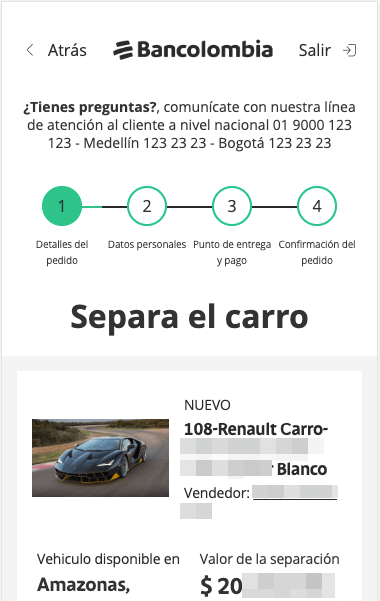 Atrás Bancolombia Salir
¿Tienes preguntas?, comunícate con nuestra línea
de atención al cliente a nivel nacional 01 9000 123
123 - Medellín 123 23 23 - Bogotá 123 23 23
1 2 3 4
Detalles del pedido
Datos personales
Punto de entrega y pago
Confirmación del pedido
Separa el carro
NUEVO
108-Renault Carro-
Blanco
Vendedor:
Vehiculo disponible en
Amazonas,
Valor de la separación
$ 20